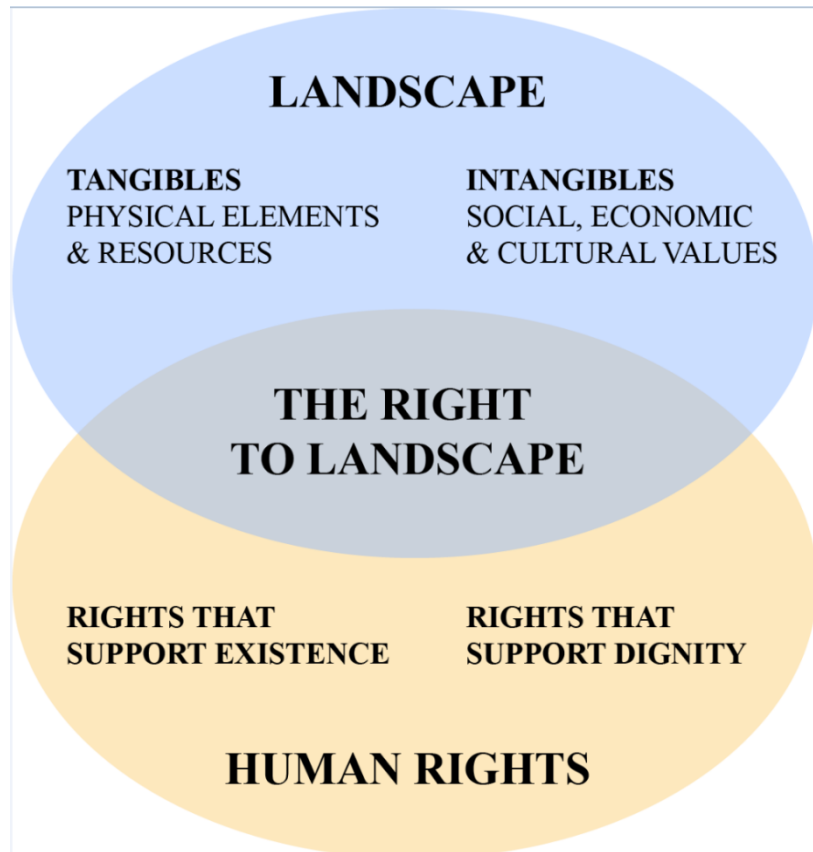 LANDSCAPE
TANGIBLES
PHYSICAL ELEMENTS
& RESOURCES
INTANGIBLES
SOCIAL, ECONOMIC
& CULTURAL VALUES
THE RIGHT
TO LANDSCAPE
RIGHTS THAT
SUPPORT EXISTENCE
RIGHTS THAT
SUPPORT DIGNITY
HUMAN RIGHTS